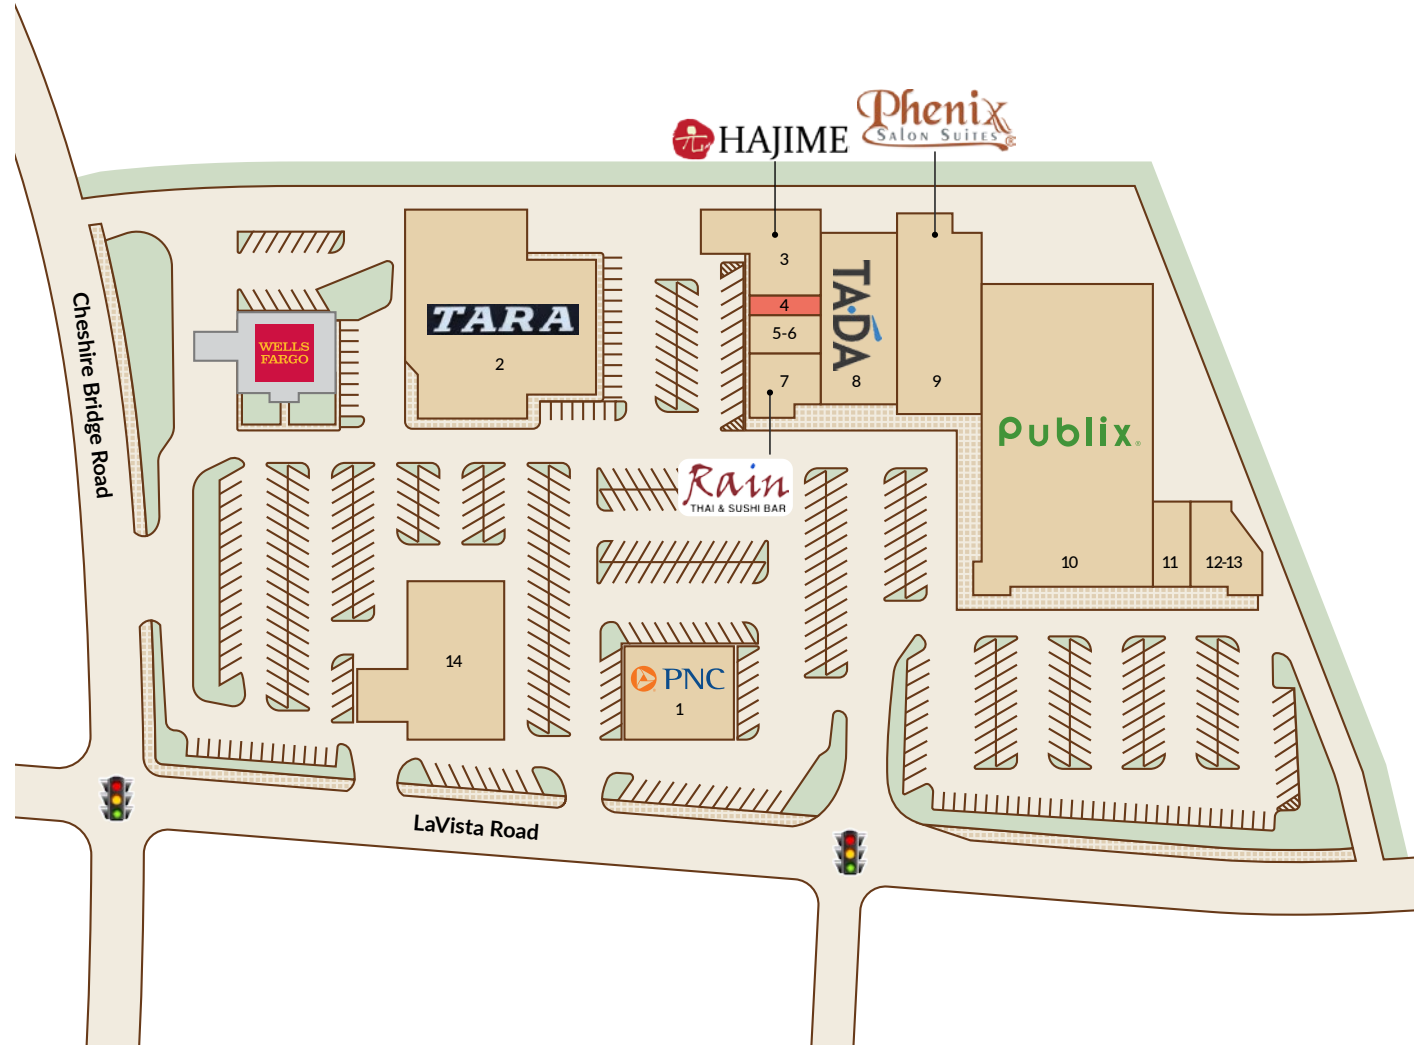 HAJIME
Phenix
SALON SUITES
3
4
5-6
7
TA·DÁ
8
9
TARA
2
WELLS
FARGO
Cheshire Bridge Road
Publix
Rain
THAI & SUSHI BAR
10
11
12-13
14
PNC
1
LaVista Road